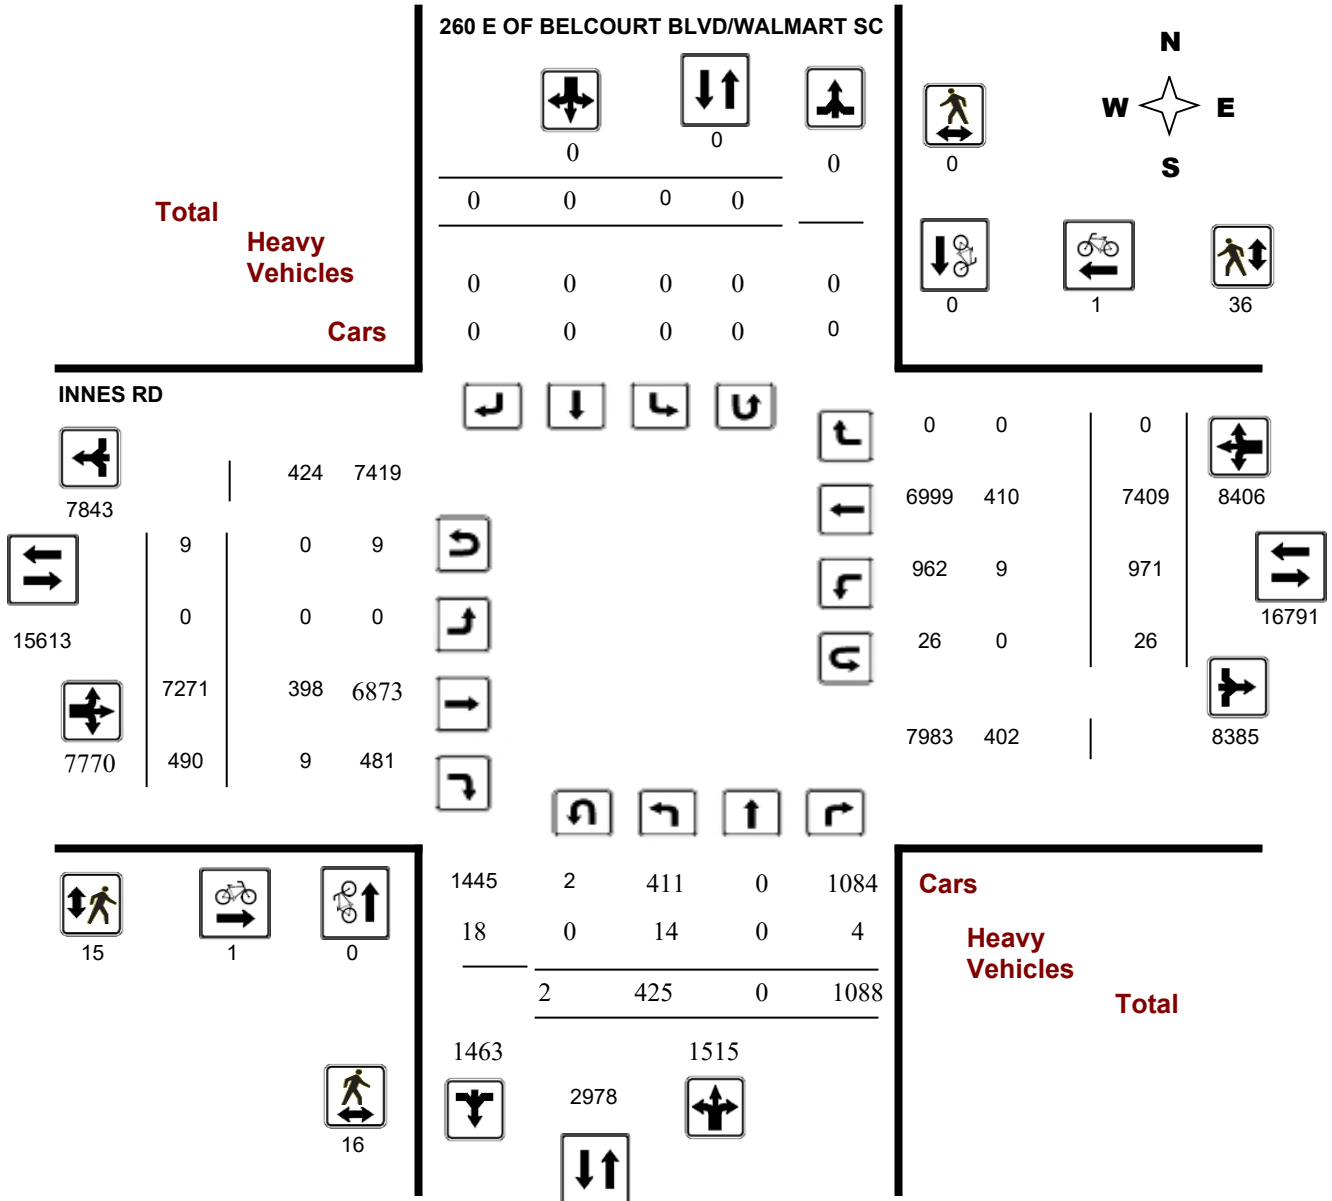 260 E OF BELCOURT BLVD/WALMART SC
N
W E
S
0 0 0 0 0
Total 0 0 0 0
Heavy
Vehicles 0 0 0 0 0
0 1 36
Cars 0 0 0 0 0
INNES RD
424 7419
7843
0 0 0
6999 410 7409 8406
9 0 9
962 9 971
16791
0 0 0
15613
26 0 26
7271 398 6873
7770 490 9 481
7983 402 8385
1445 2 411 0 1084 Cars
18 0 14 0 4 Heavy
Vehicles
15 1 0
2 425 0 1088 Total
1463 1515
2978
16